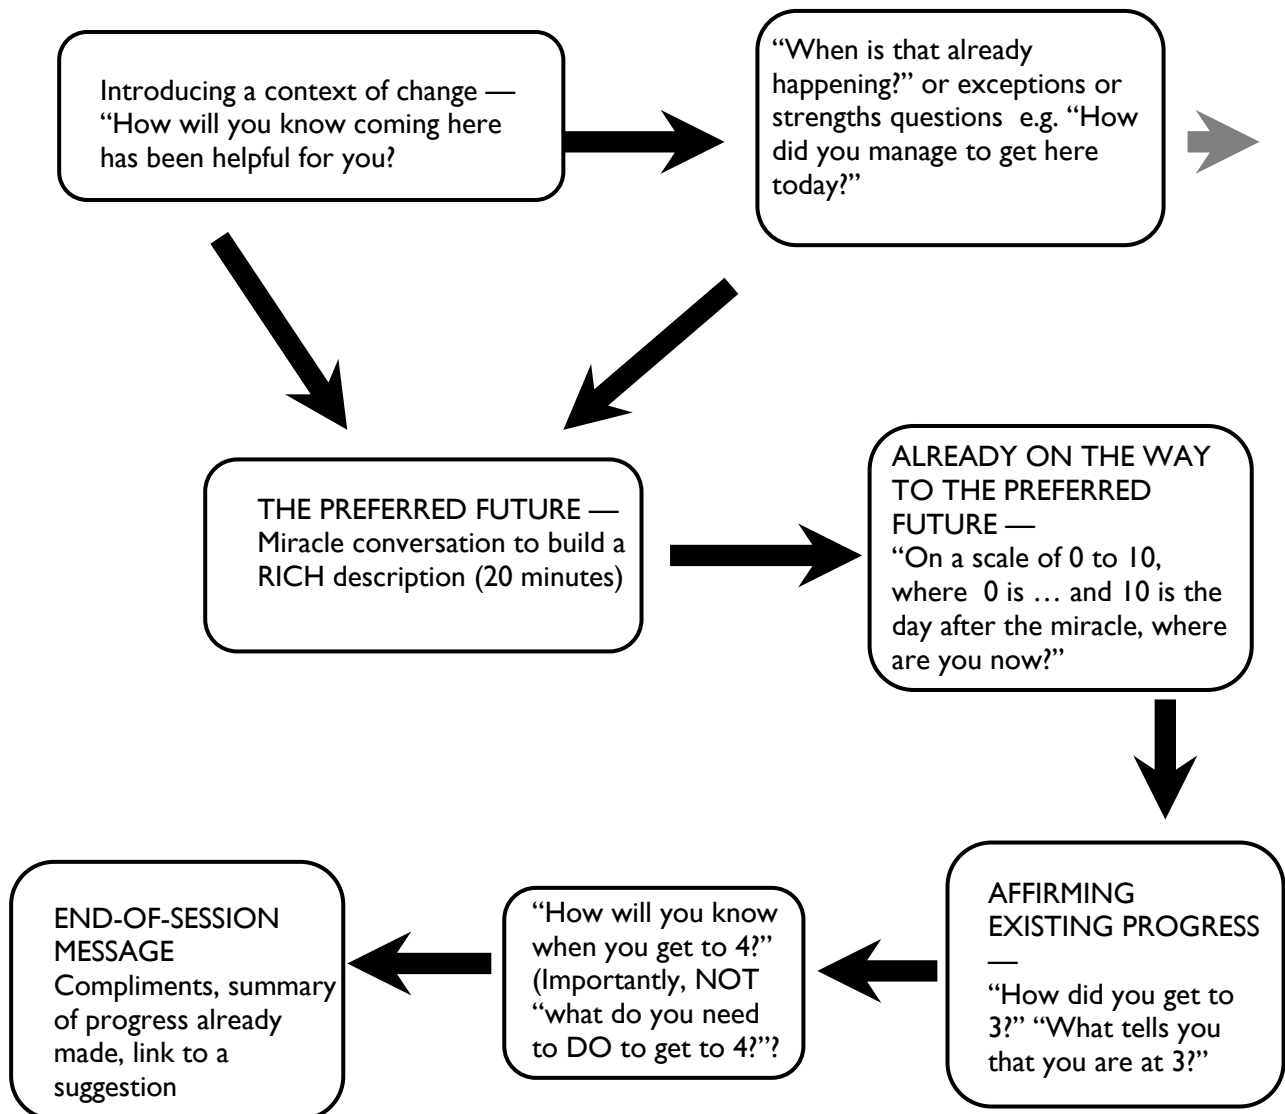 Introducing a context of change —
“How will you know coming here
has been helpful for you?
“When is that already
happening?” or exceptions or
strengths questions  e.g. “How
did you manage to get here
today?”
THE PREFERRED FUTURE —
Miracle conversation to build a
RICH description (20 minutes)
ALREADY ON THE WAY
TO THE PREFERRED
FUTURE —
“On a scale of 0 to 10,
where  0 is … and 10 is the
day after the miracle, where
are you now?”
AFFIRMING
EXISTING PROGRESS
—
“How did you get to
3?” “What tells you
that you are at 3?”
“How will you know
when you get to 4?”
(Importantly, NOT
“what do you need
to DO to get to 4?”?
END-OF-SESSION
MESSAGE
Compliments, summary
of progress already
made, link to a
suggestion